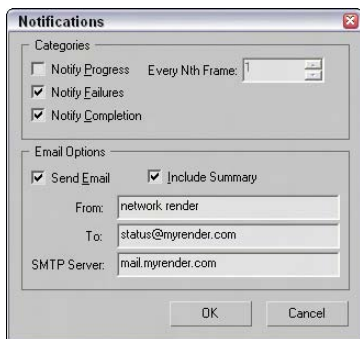 Notifications
Categories
Notify Progress Every Nth Frame: 1
Notify Failures
Notify Completion
Email Options
Send Email Include Summary
From: network render
To: status@myrender.com
SMTP Server: mail.myrender.com
OK Cancel